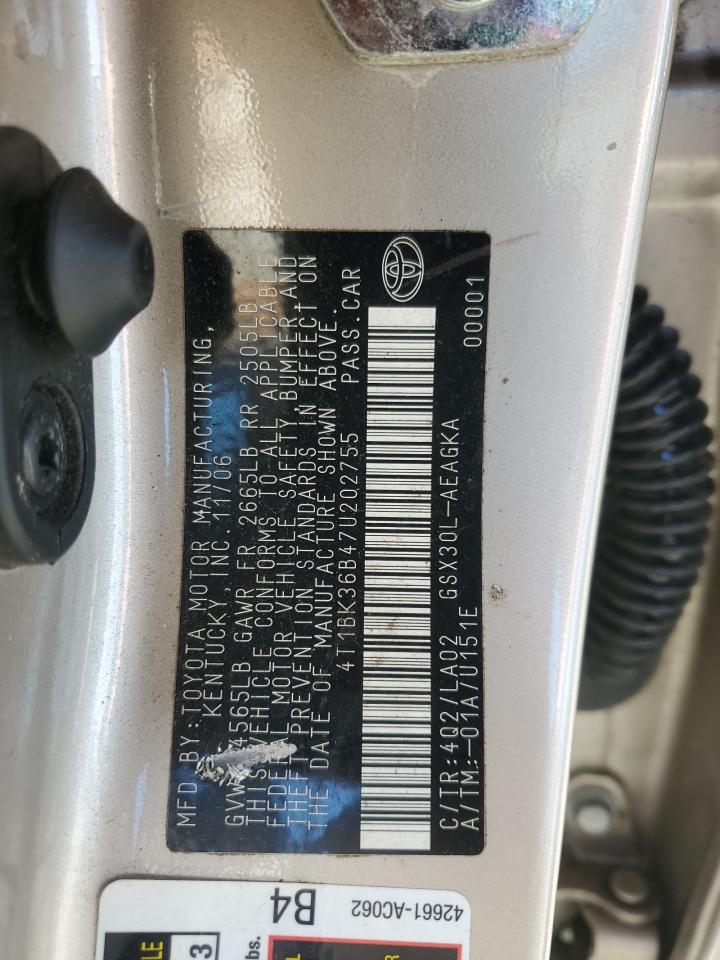 MFD BY: TOYOTA MOTOR MANUFACTURING,
KENTUCKY, INC. 11/06
4565LB GAWR FR 2665LB RR 2505LB
THIS VEHICLE CONFORMS TO ALL APPLICABLE
FEDERAL MOTOR VEHICLE SAFETY, BUMPER AND
THEFT PREVENTION STANDARDS IN EFFECT ON
THE DATE OF MANUFACTURE SHOWN ABOVE.
4T1BK36B47U202755 PASS.CAR
C/TR:4Q2/LA02 GSX30L-AEAGKA
A/TM:-01A/U151E 00001
B4
42661-AC062
3
bs.